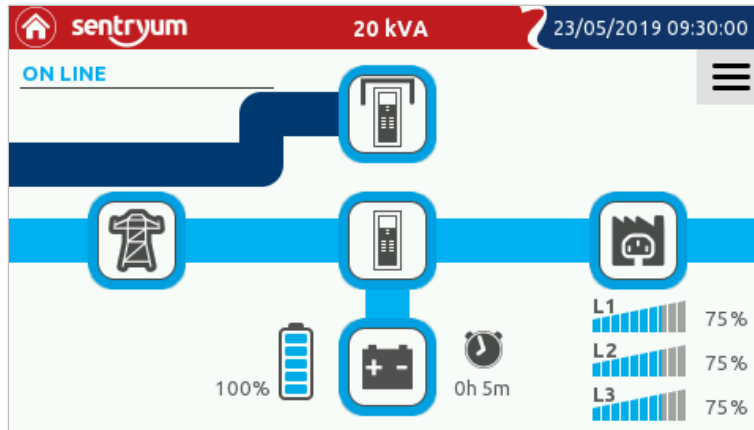 sentryum 20 kVA 23/05/2019 09:30:00
ON LINE
L1 75%
L2 75%
L3 75%
100%
0h 5m
+ -